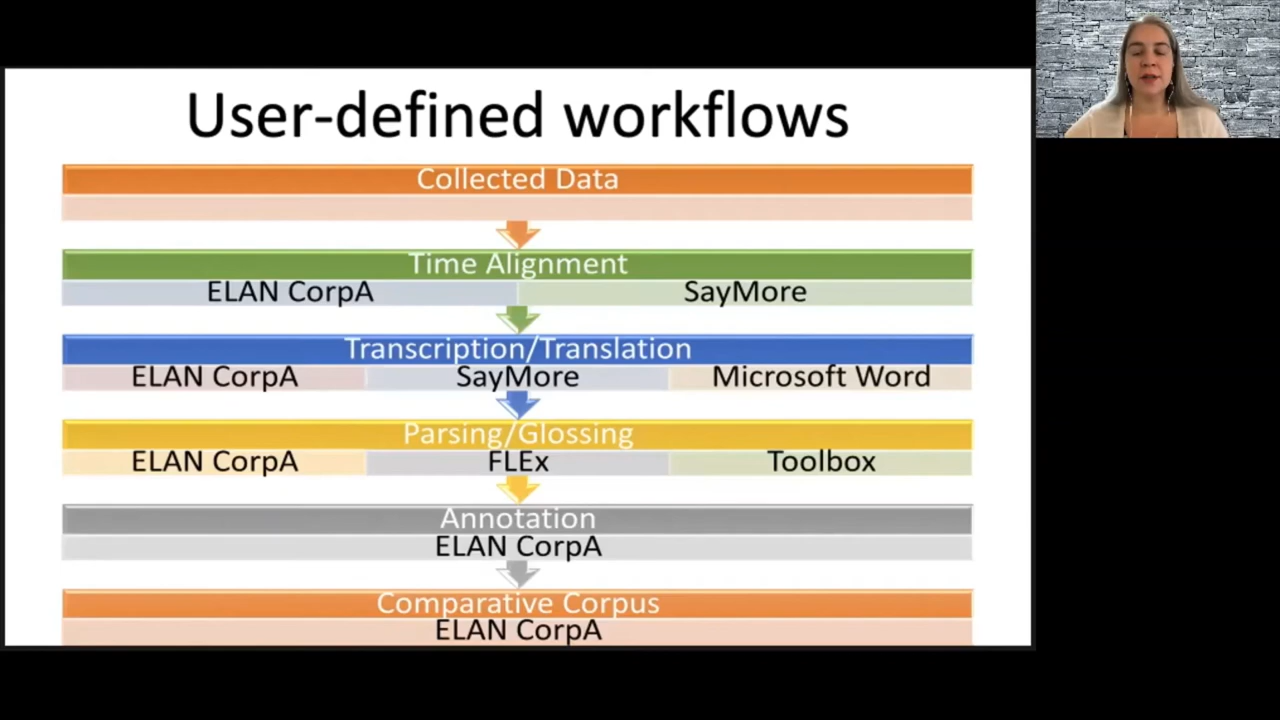 User-defined workflows
Collected Data
Time Alignment
ELAN CorpA SayMore
Transcription/Translation
ELAN CorpA SayMore Microsoft Word
Parsing/Glossing
ELAN CorpA FLEx Toolbox
Annotation
ELAN CorpA
Comparative Corpus
ELAN CorpA